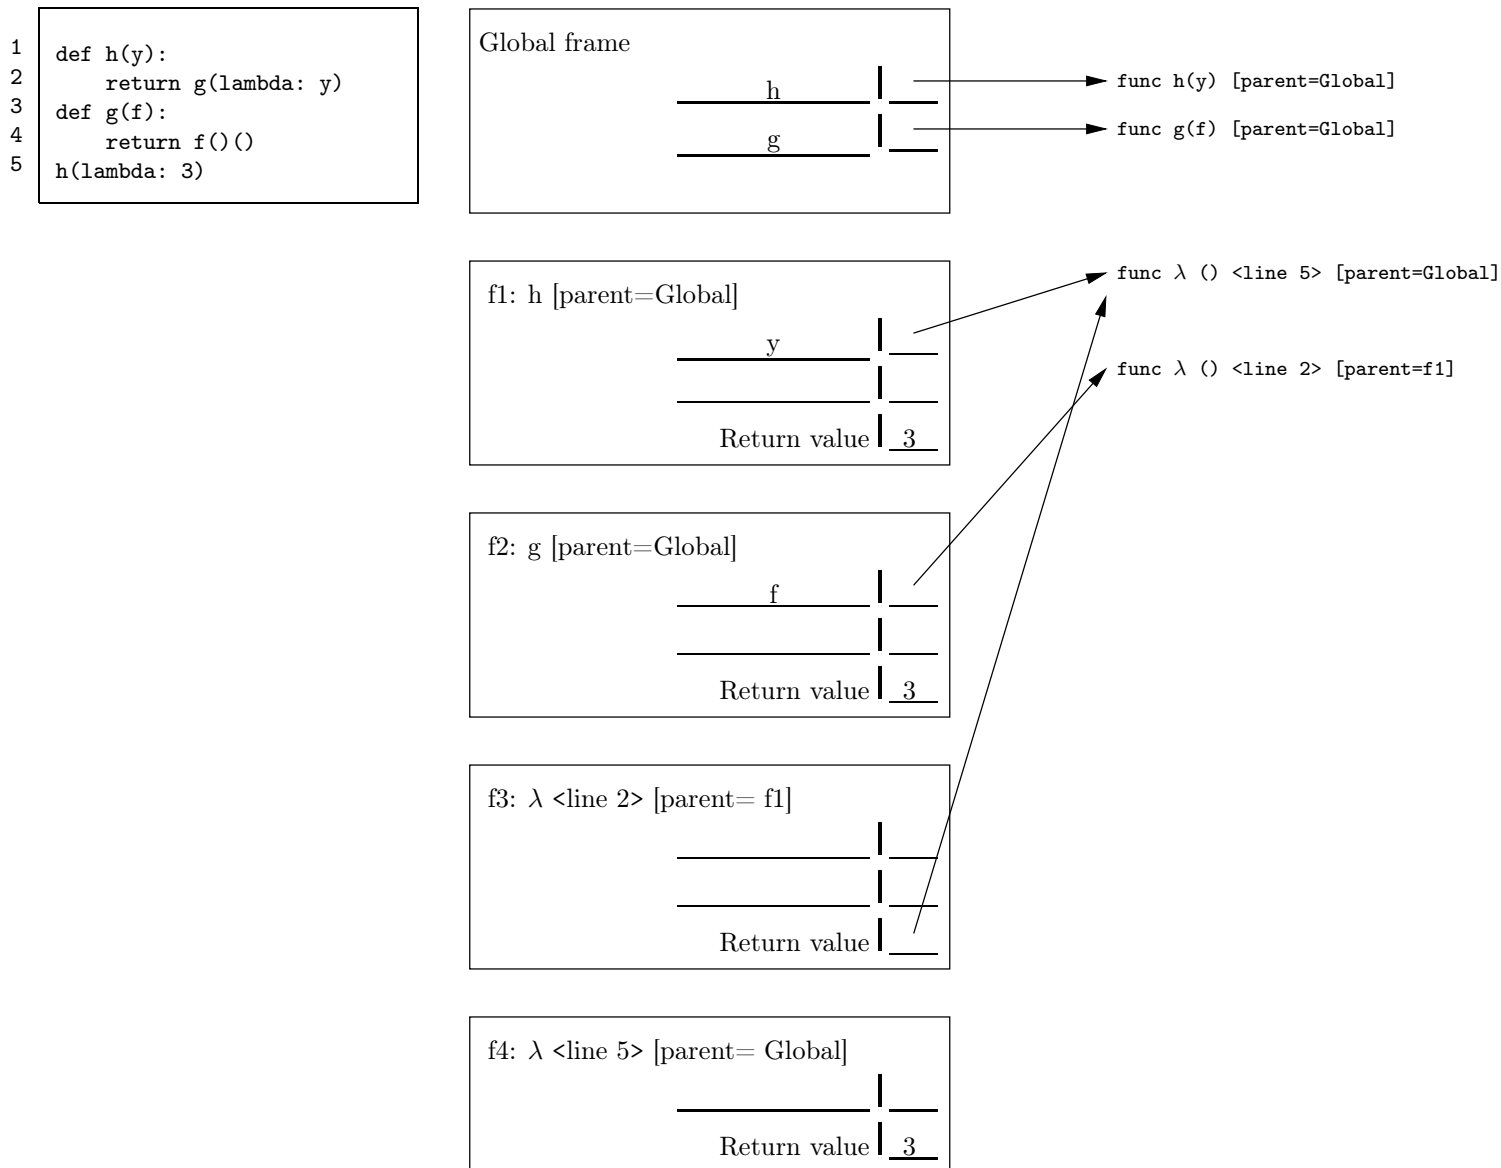 1 def h(y):
2     return g(lambda: y)
3 def g(f):
4     return f()()
5 h(lambda: 3)
Global frame
h
func h(y) [parent=Global]
g
func g(f) [parent=Global]
f1: h [parent=Global]
func λ () <line 5> [parent=Global]
y
func λ () <line 2> [parent=f1]
Return value 3
f2: g [parent=Global]
f
Return value 3
f3: λ <line 2> [parent= f1]
Return value
f4: λ <line 5> [parent= Global]
Return value 3